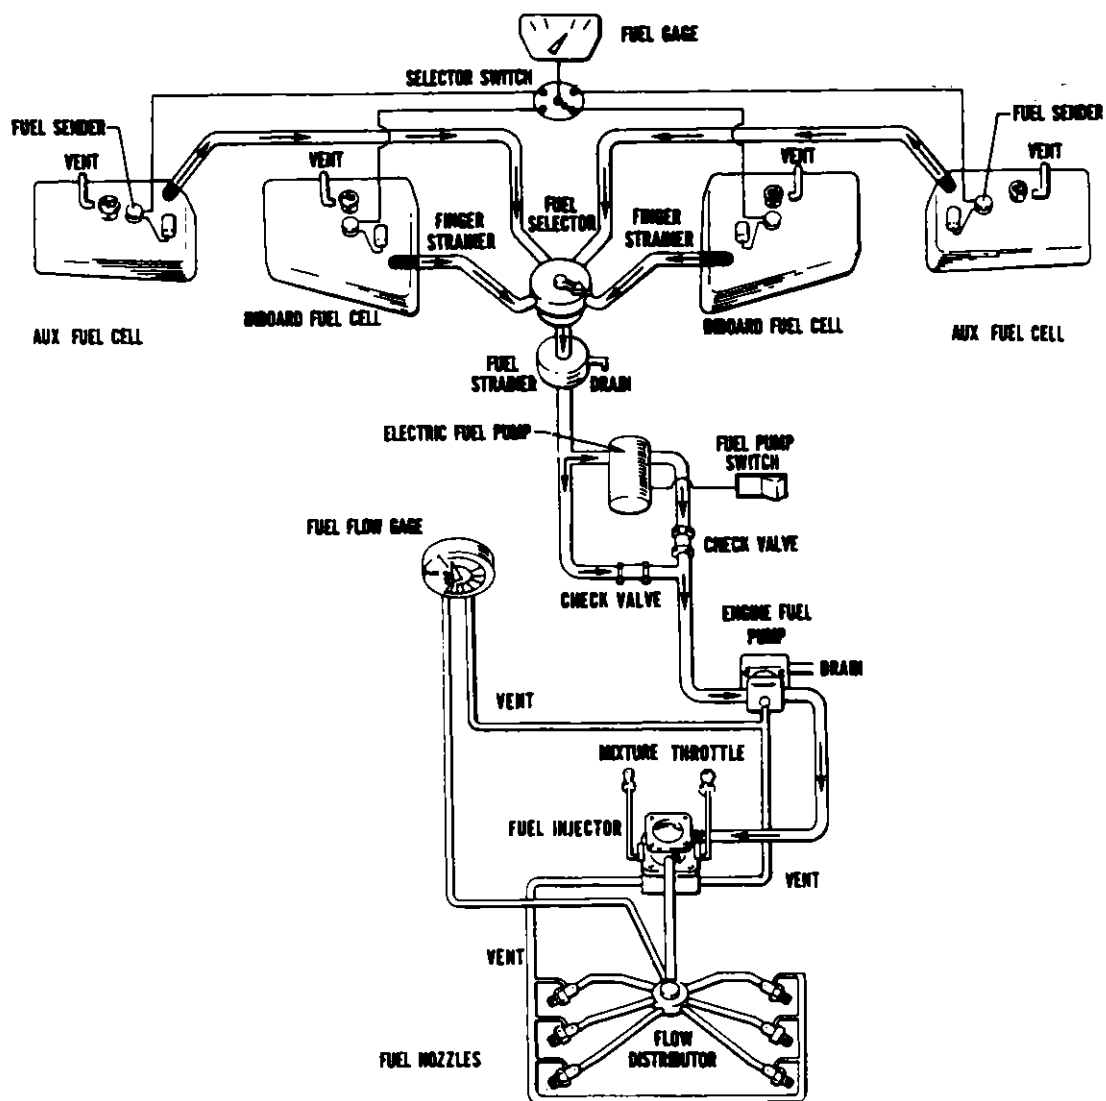 FUEL GAGE
SELECTOR SWITCH
FUEL SENDER
FUEL SENDER
VENT
VENT
VENT
VENT
FUEL
SELECTOR
FINGER
STRAINER
FINGER
STRAINER
AUX FUEL CELL
INBOARD FUEL CELL
INBOARD FUEL CELL
AUX FUEL CELL
FUEL
STRAINER
DRAIN
ELECTRIC FUEL PUMP
FUEL PUMP
SWITCH
FUEL FLOW GAGE
CHECK VALVE
CHECK VALVE
ENGINE FUEL
PUMP
DRAIN
VENT
MIXTURE THROTTLE
FUEL INJECTOR
VENT
VENT
FUEL NOZZLES
FLOW
DISTRIBUTOR